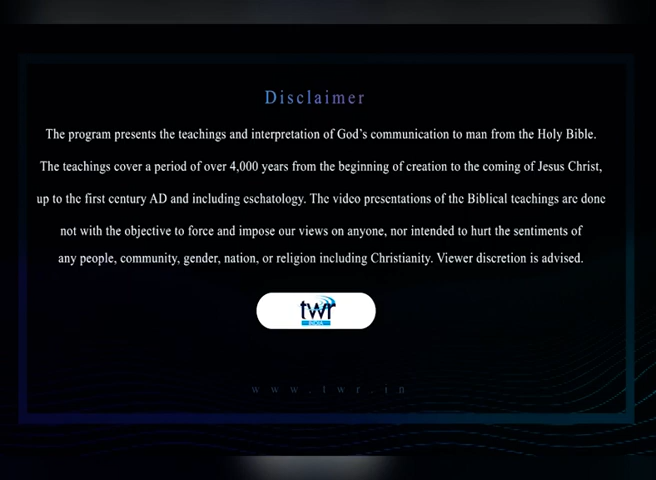 Disclaimer
The program presents the teachings and interpretation of God's communication to man from the Holy Bible.
The teachings cover a period of over 4,000 years from the beginning of creation to the coming of Jesus Christ,
up to the first century AD and including eschatology. The video presentations of the Biblical teachings are done
not with the objective to force and impose our views on anyone, nor intended to hurt the sentiments of
any people, community, gender, nation, or religion including Christianity. Viewer discretion is advised.
twr
INDIA
www.twr.in